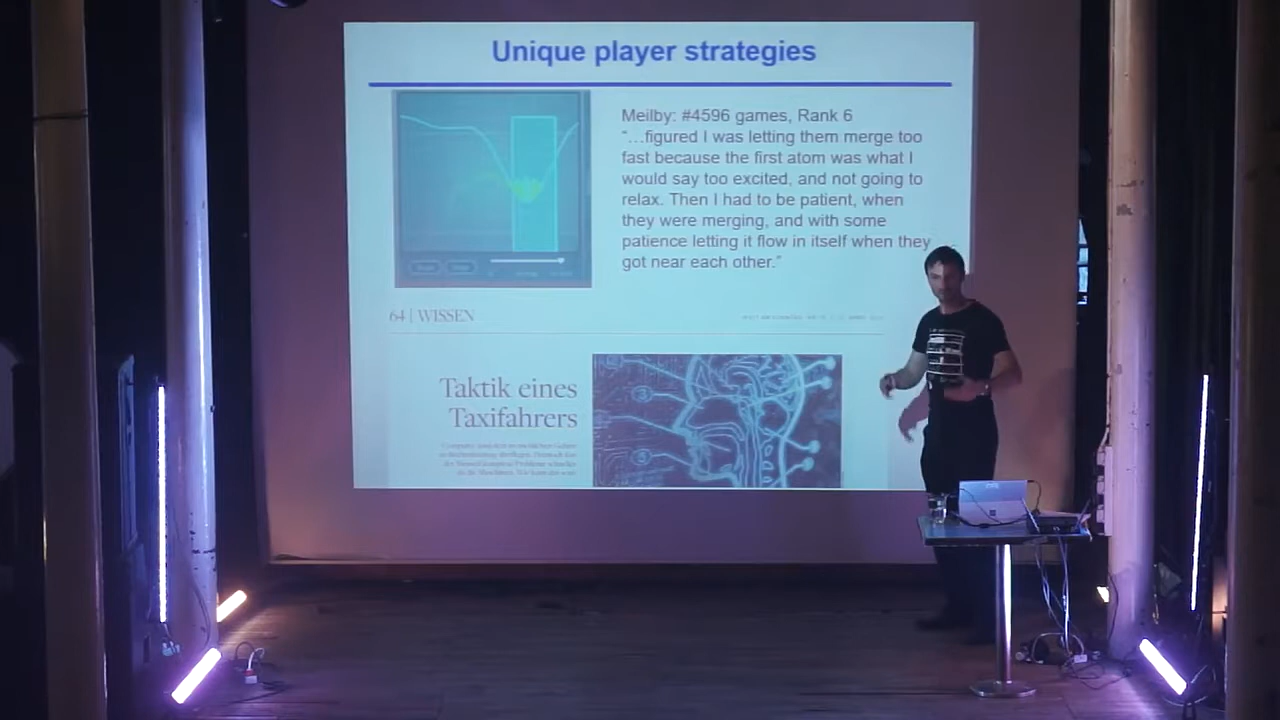 Unique player strategies
Meilby: #4596 games, Rank 6
“...figured I was letting them merge too
fast because the first atom was what I
would say too excited, and not going to
relax. Then I had to be patient, when
they were merging, and with some
patience letting it flow in itself when they
got near each other.”
64 | WISSEN
Taktik eines
Taxifahrers